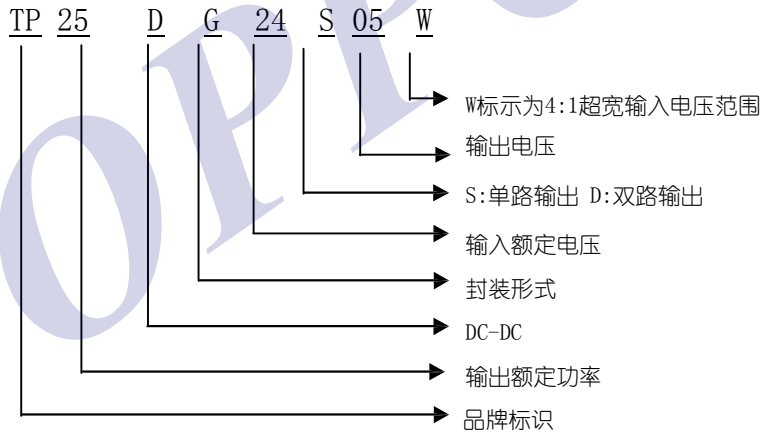 TP 25 D G 24 S 05 W
W标示为4:1超宽输入电压范围
输出电压
S:单路输出 D:双路输出
输入额定电压
封装形式
DC-DC
输出额定功率
品牌标识